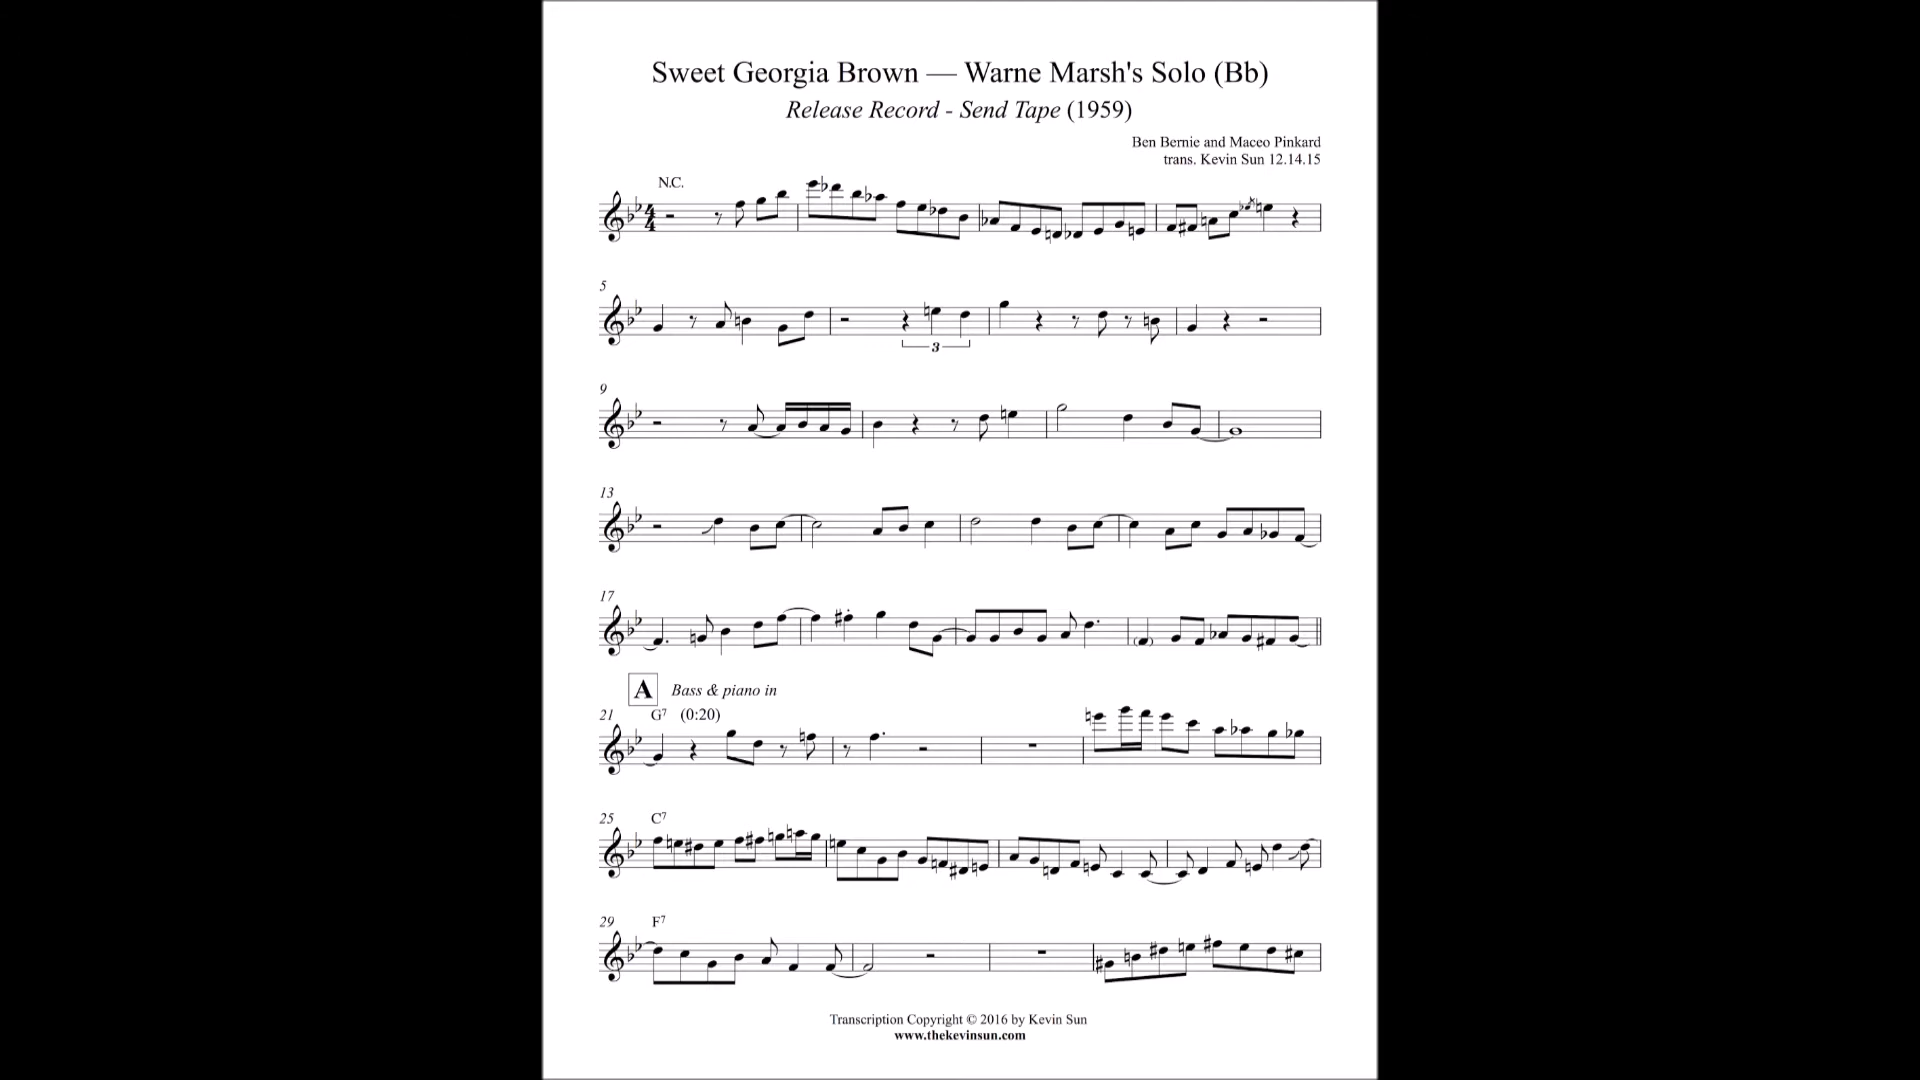 Sweet Georgia Brown — Warne Marsh's Solo (Bb)
Release Record - Send Tape (1959)
Ben Bernie and Maceo Pinkard
trans. Kevin Sun 12.14.15
N.C.
4
4
5
3
9
13
17
A Bass & piano in
21 G7 (0:20)
25 C7
29 F7
Transcription Copyright © 2016 by Kevin Sun
www.thekevinsun.com